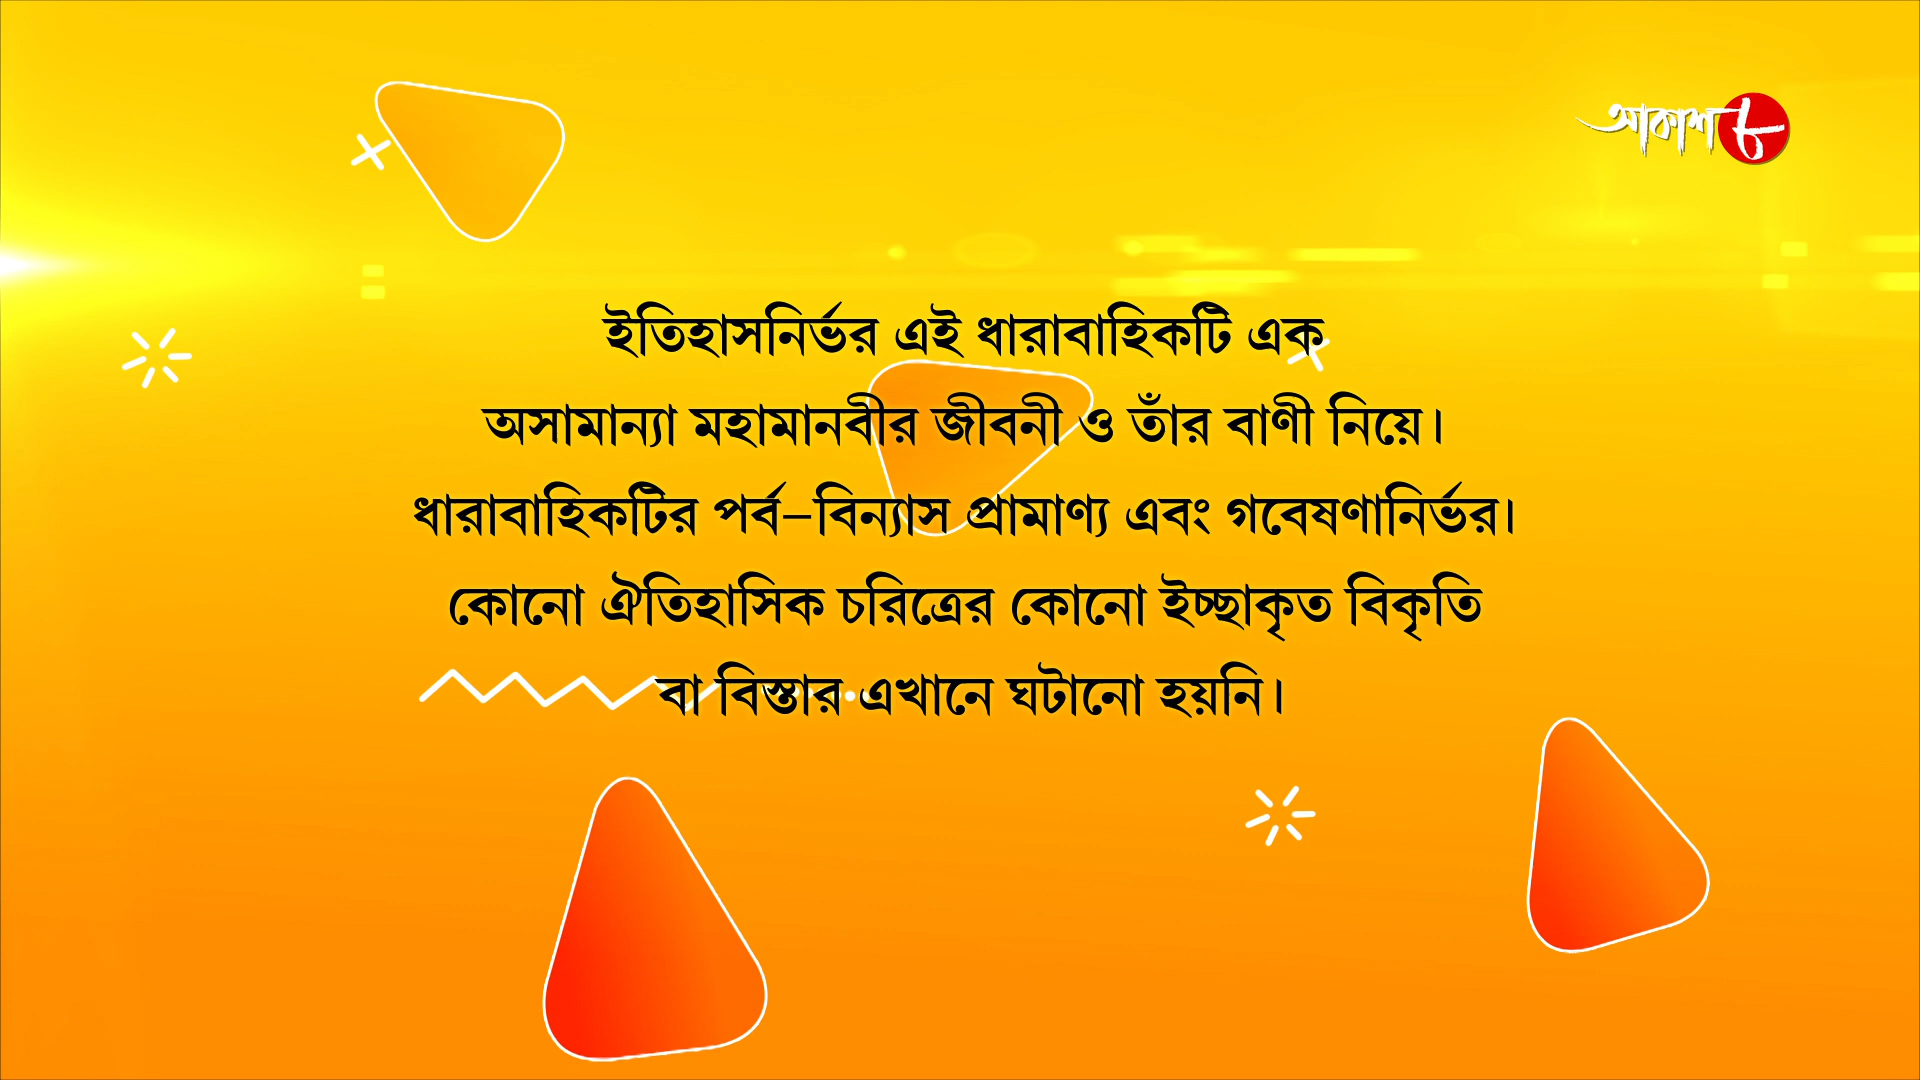 আকাশ ৮
ইতিহাসনির্ভর এই ধারাবাহিকটি এক
অসামান্যা মহামানবীর জীবনী ও তাঁর বাণী নিয়ে।
ধারাবাহিকটির পর্ব–বিন্যাস প্রামাণ্য এবং গবেষণানির্ভর।
কোনো ঐতিহাসিক চরিত্রের কোনো ইচ্ছাকৃত বিকৃতি
বা বিস্তার এখানে ঘটানো হয়নি।